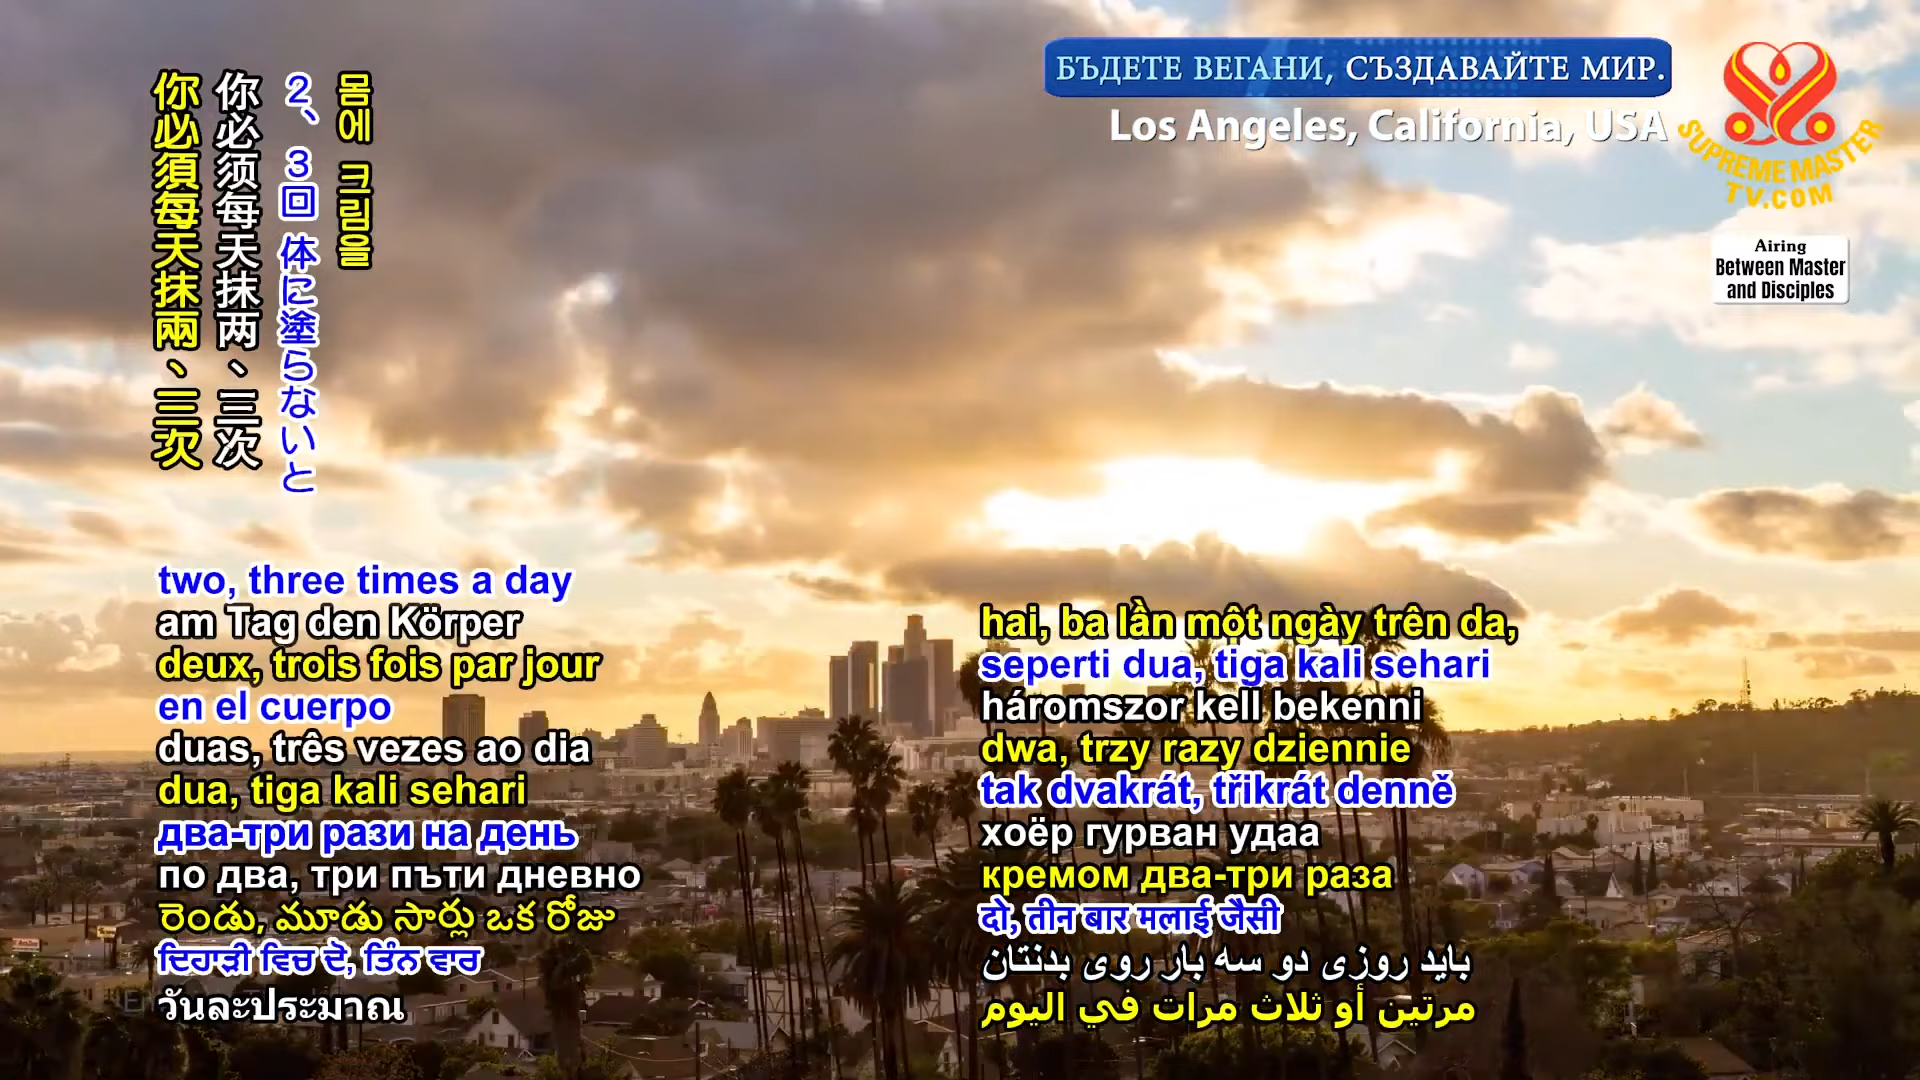 你必須每天抹兩、三次
你必须每天抹两、三次
2、3回 体に塗らないと
몸에 크림을
БЪДЕТЕ ВЕГАНИ, СЪЗДАВАЙТЕ МИР.
Los Angeles, California, USA
SUPREME MASTER
TV.COM
Airing
Between Master
and Disciples
two, three times a day
am Tag den Körper
deux, trois fois par jour
en el cuerpo
duas, três vezes ao dia
dua, tiga kali sehari
два-три рази на день
по два, три пъти дневно
రెండు, మూడు సార్లు ఒక రోజు
ਦਿਹਾੜੀ ਵਿਚ ਦੋ, ਤਿੰਨ ਵਾਰ
วันละประมาณ
hai, ba lần một ngày trên da,
seperti dua, tiga kali sehari
háromszor kell bekenni
dwa, trzy razy dziennie
tak dvakrát, třikrát denně
хоёр гурван удаа
кремом два-три раза
दो, तीन बार मलाई जैसी
باید روزی دو سه بار روی بدنتان
مرتين أو ثلاث مرات في اليوم